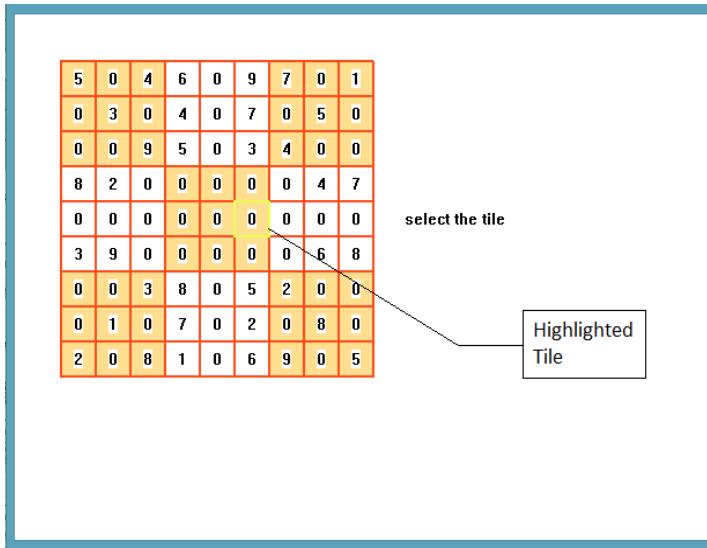 5 0 4 6 0 9 7 0 1
0 3 0 4 0 7 0 5 0
0 0 9 5 0 3 4 0 0
8 2 0 0 0 0 0 4 7
0 0 0 0 0 0 0 0 0
select the tile
3 9 0 0 0 0 0 6 8
0 0 3 8 0 5 2 0 0
0 1 0 7 0 2 0 8 0
2 0 8 1 0 6 9 0 5
Highlighted
Tile